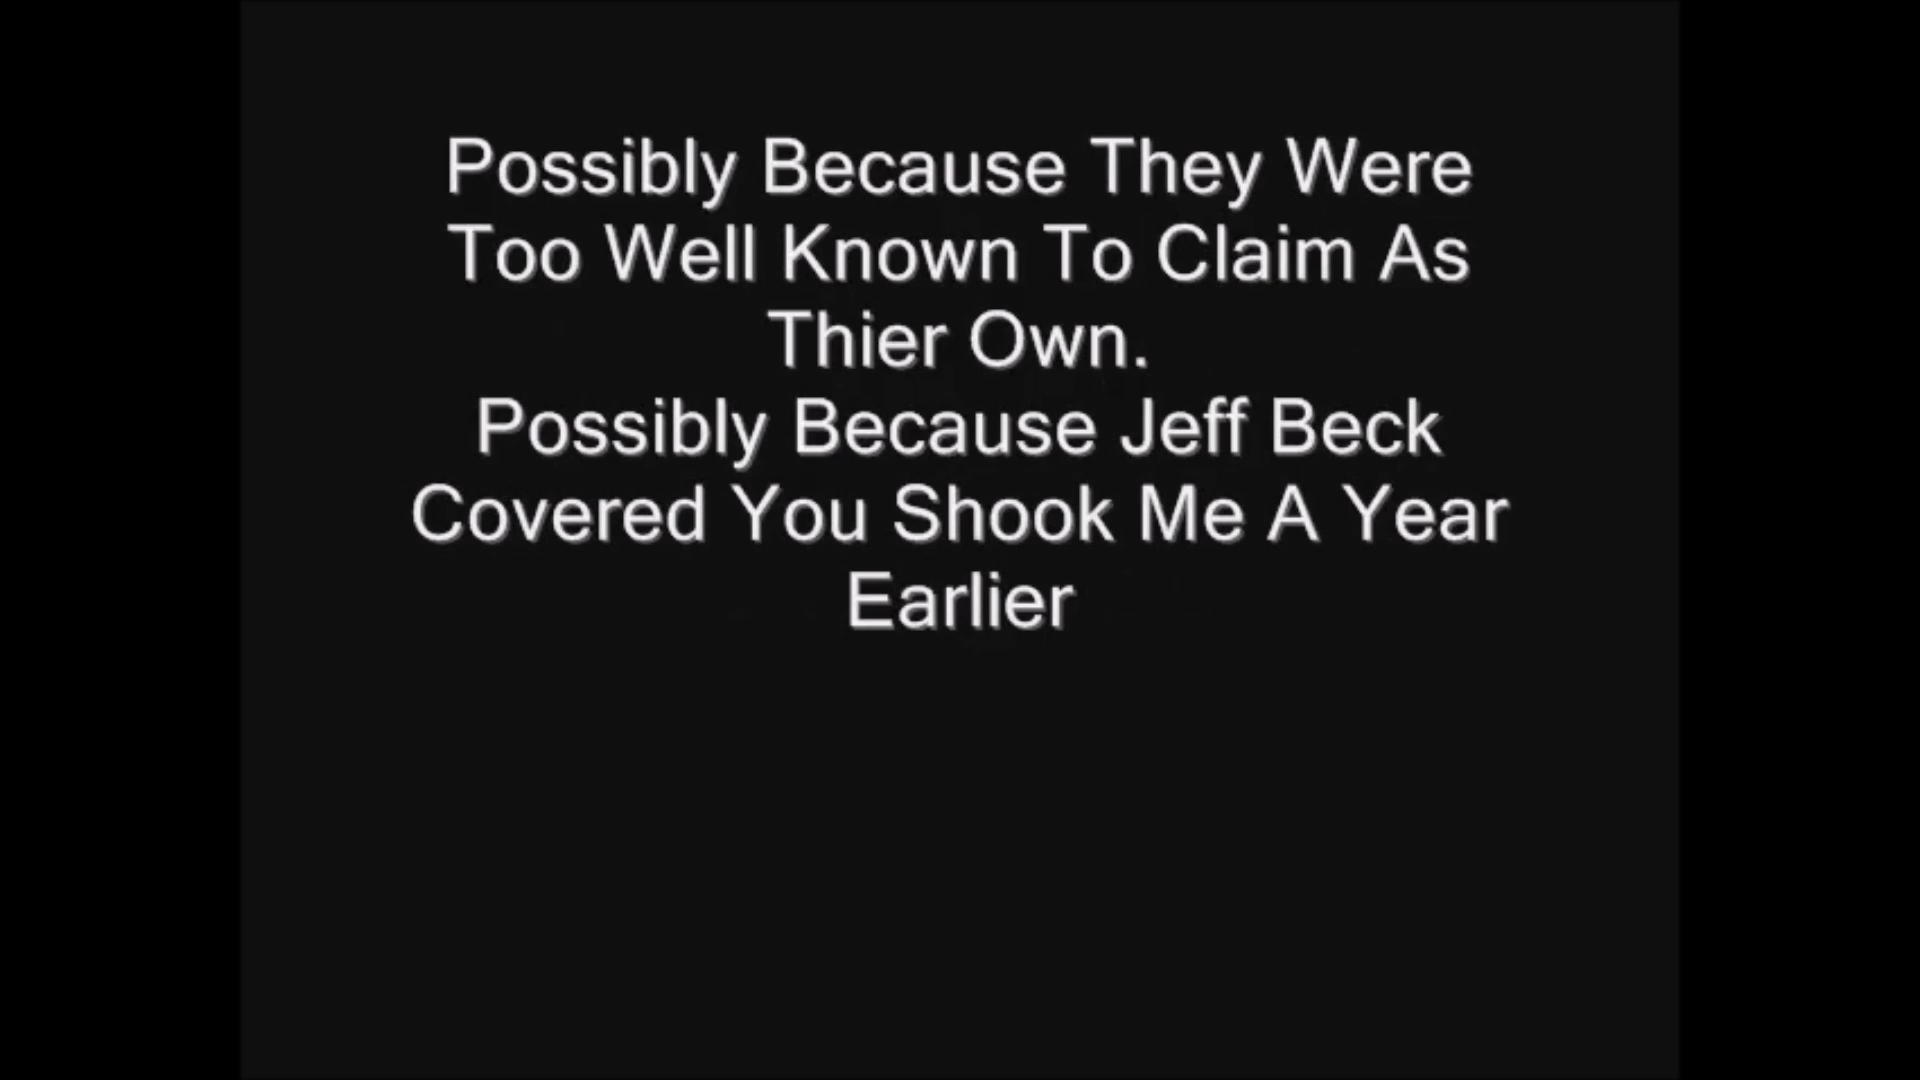 Possibly Because They Were
Too Well Known To Claim As
Thier Own.
Possibly Because Jeff Beck
Covered You Shook Me A Year
Earlier